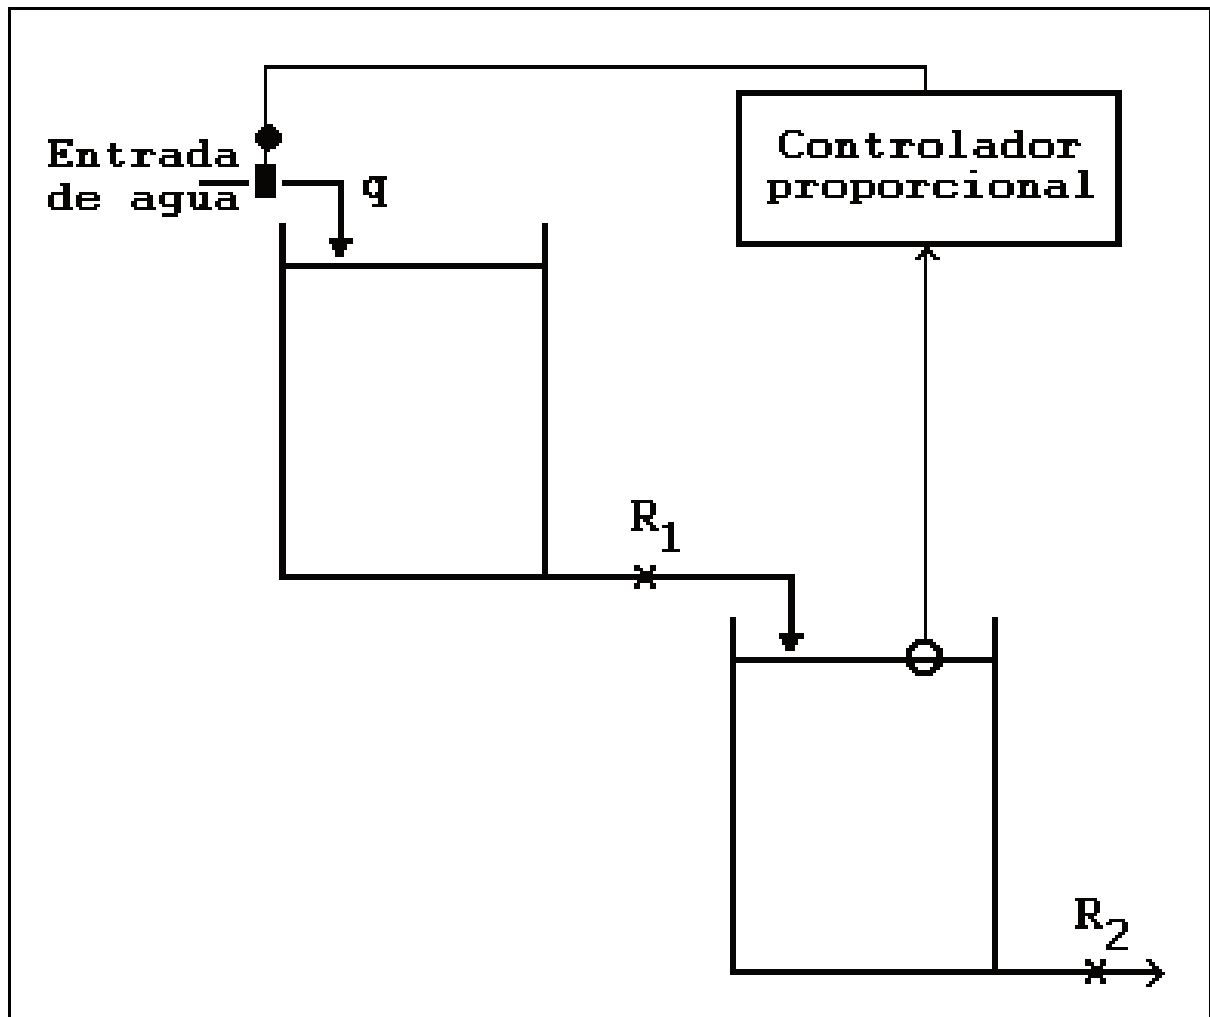 Controlador
proporcional
Entrada
de agua
q
R1
R2